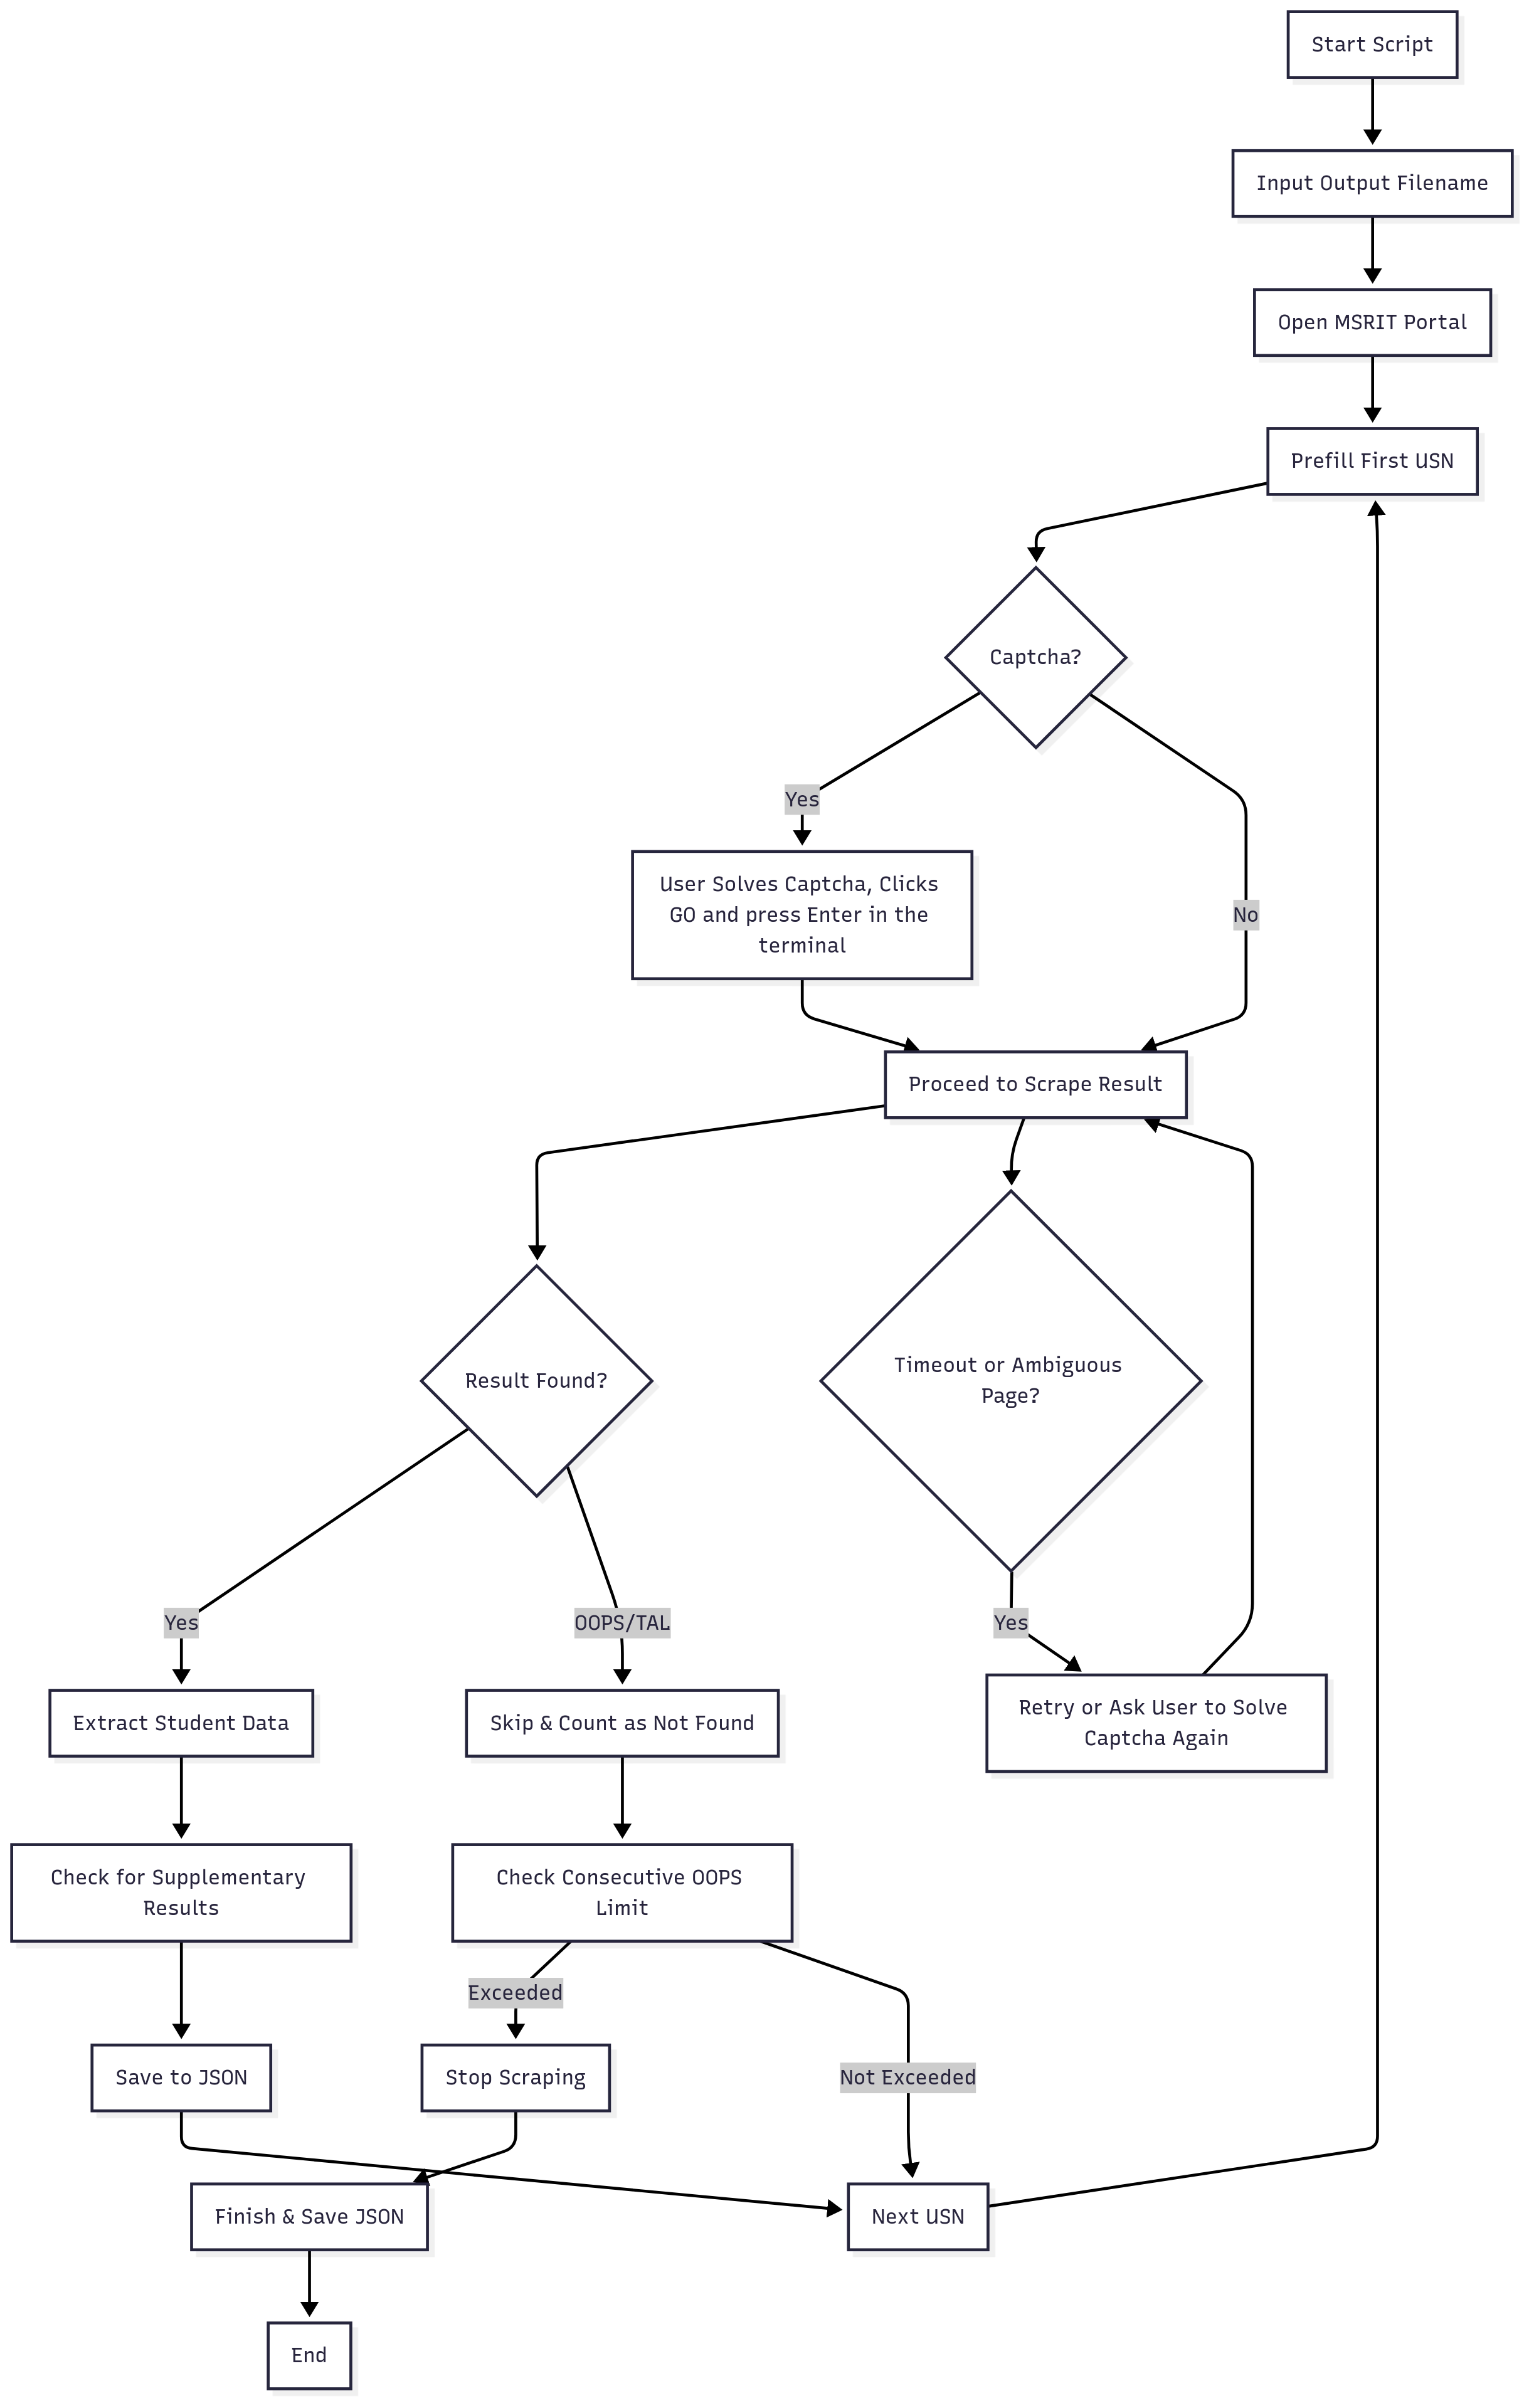 Start Script
Input Output Filename
Open MSRIT Portal
Prefill First USN
Captcha?
Yes
User Solves Captcha, Clicks
GO and press Enter in the
terminal
No
Proceed to Scrape Result
Result Found?
Timeout or Ambiguous
Page?
Yes
OOPS/TAL
Yes
Extract Student Data
Skip & Count as Not Found
Retry or Ask User to Solve
Captcha Again
Check for Supplementary
Results
Check Consecutive OOPS
Limit
Exceeded
Save to JSON
Stop Scraping
Not Exceeded
Finish & Save JSON
Next USN
End